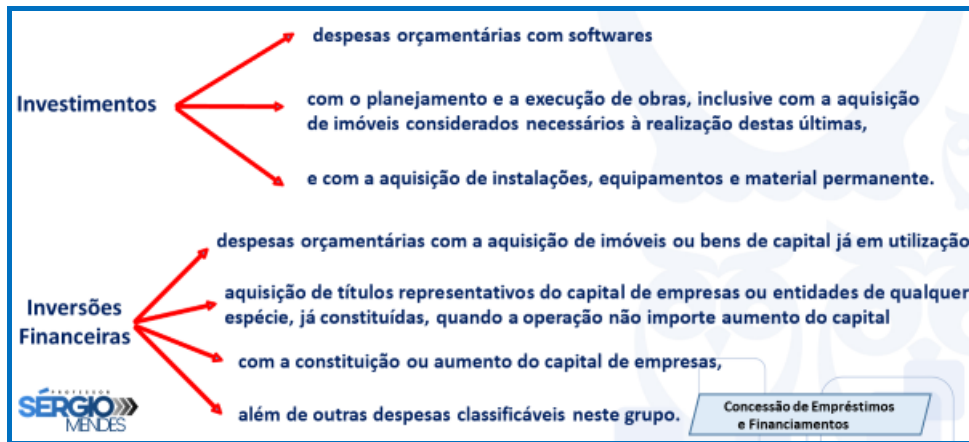 despesas orçamentárias com softwares
Investimentos
com o planejamento e a execução de obras, inclusive com a aquisição
de imóveis considerados necessários à realização destas últimas,
e com a aquisição de instalações, equipamentos e material permanente.
despesas orçamentárias com a aquisição de imóveis ou bens de capital já em utilização
aquisição de títulos representativos do capital de empresas ou entidades de qualquer
espécie, já constituídas, quando a operação não importe aumento do capital
Inversões
Financeiras
com a constituição ou aumento do capital de empresas,
além de outras despesas classificáveis neste grupo.
Concessão de Empréstimos
e Financiamentos
PROFESSOR
SÉRGIO
MENDES